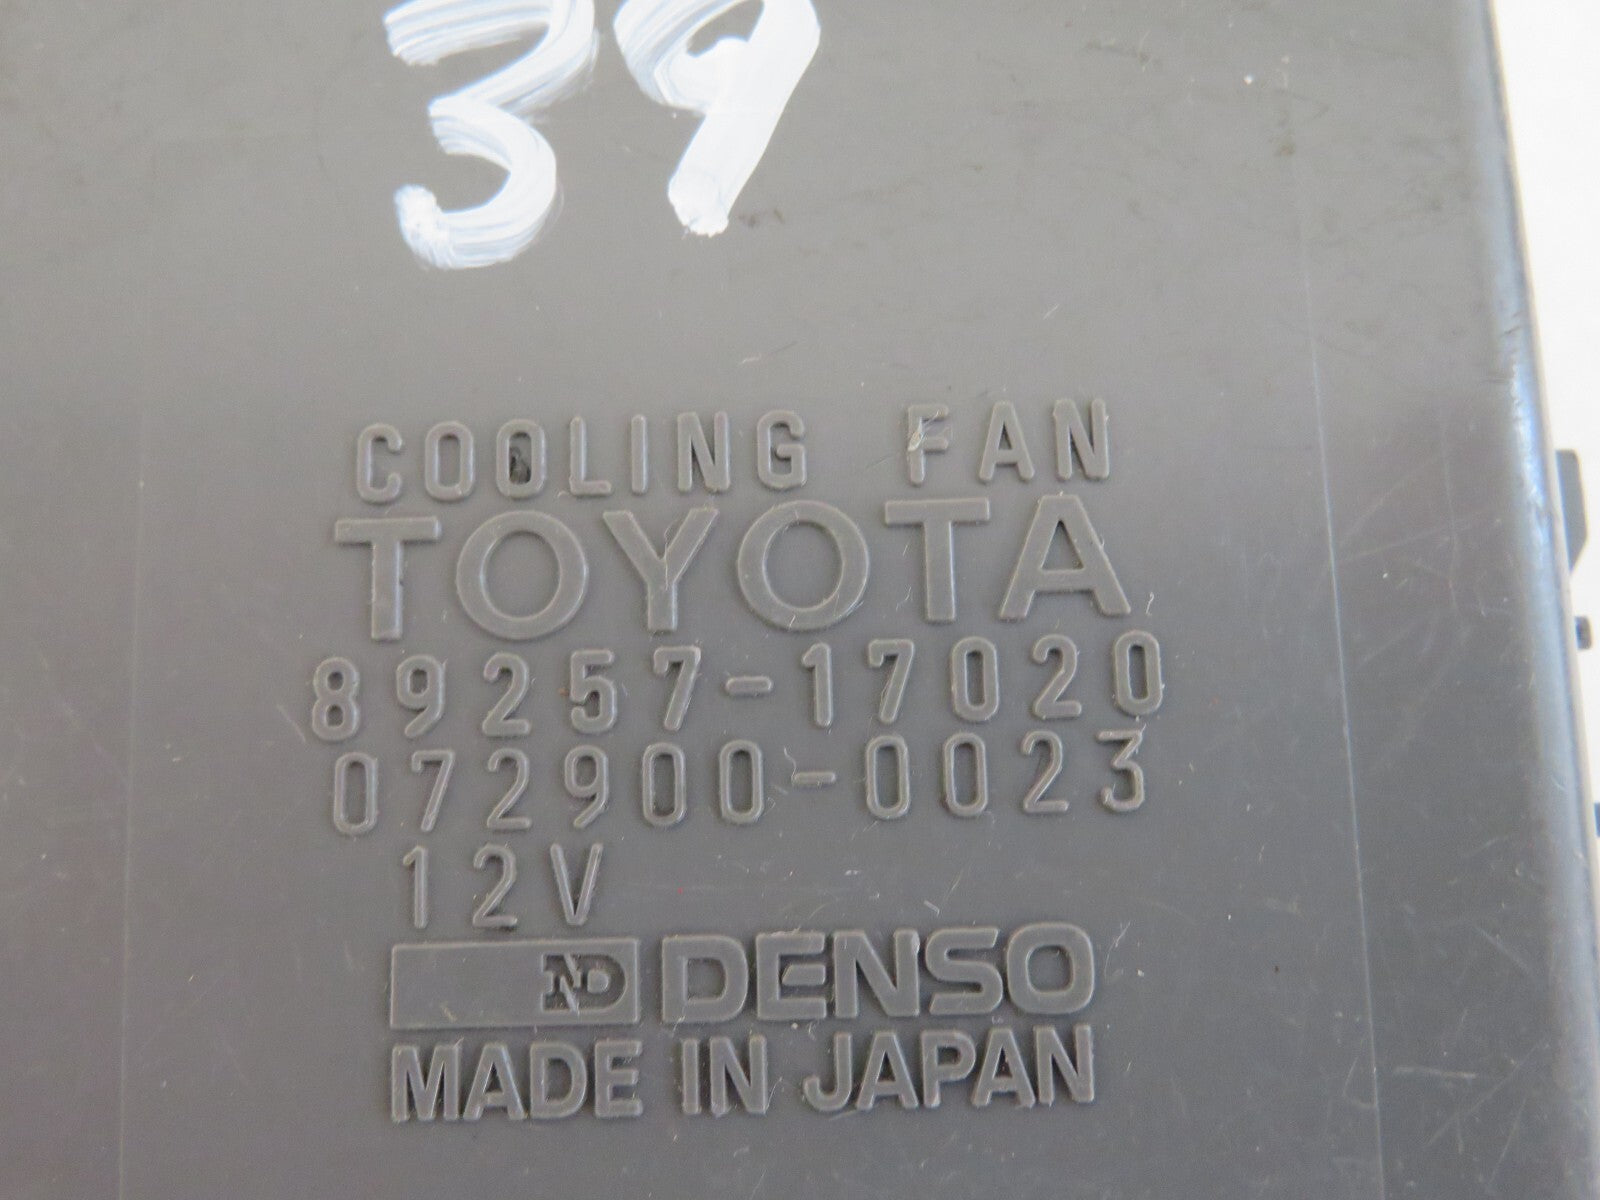 39
COOLING FAN
TOYOTA
89257-17020
072900-0023
12V
ND DENSO
MADE IN JAPAN